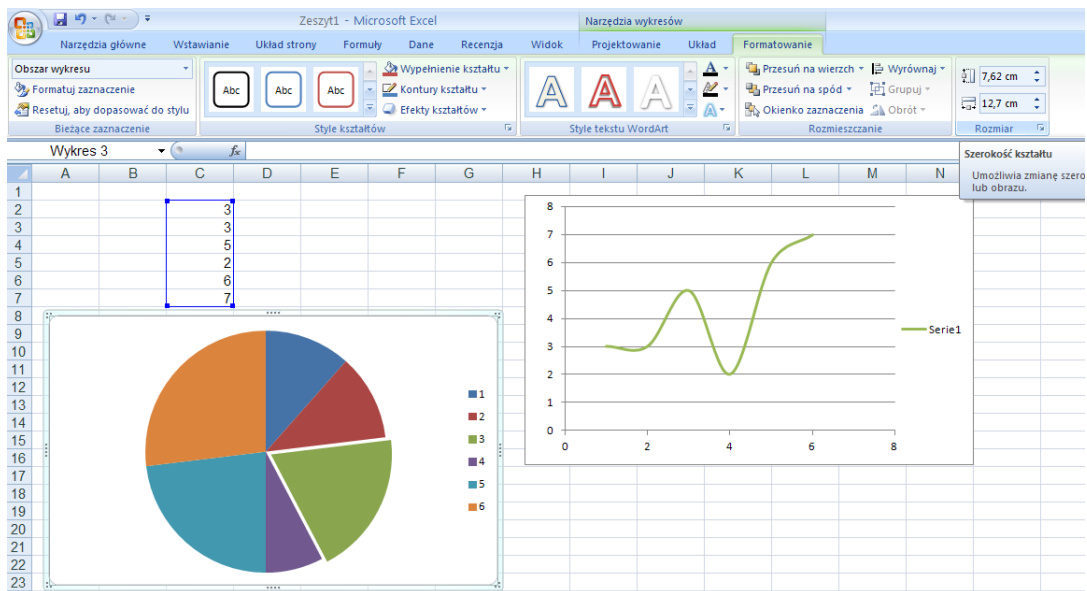 Zeszyt1 - Microsoft Excel
Narzędzia wykresów
Narzędzia główne Wstawianie Układ strony Formuły Dane Recenzja Widok Projektowanie Układ Formatowanie
Obszar wykresu
Formatuj zaznaczenie
Resetuj, aby dopasować do stylu
Bieżące zaznaczenie
Abc Abc Abc
Wypełnienie kształtu
Kontury kształtu
Efekty kształtów
Style kształtów
A A A
A
A
Style tekstu WordArt
Przesuń na wierzch
Przesuń na spód
Okienko zaznaczenia
Wyrównaj
Grupuj
Obrót
Rozmieszczanie
7,62 cm
12,7 cm
Rozmiar
Wykres 3 fx
Szerokość kształtu
Umożliwia zmianę szero
lub obrazu.
A B C D E F G H I J K L M N
1
2 3
3 3
4 5
5 2
6 6
7 7
8
9
10
11
12
13
14
15
16
17
18
19
20
21
22
23
1
2
3
4
5
6
8
7
6
5
4
3
2
1
0
0 2 4 6 8
Serie1